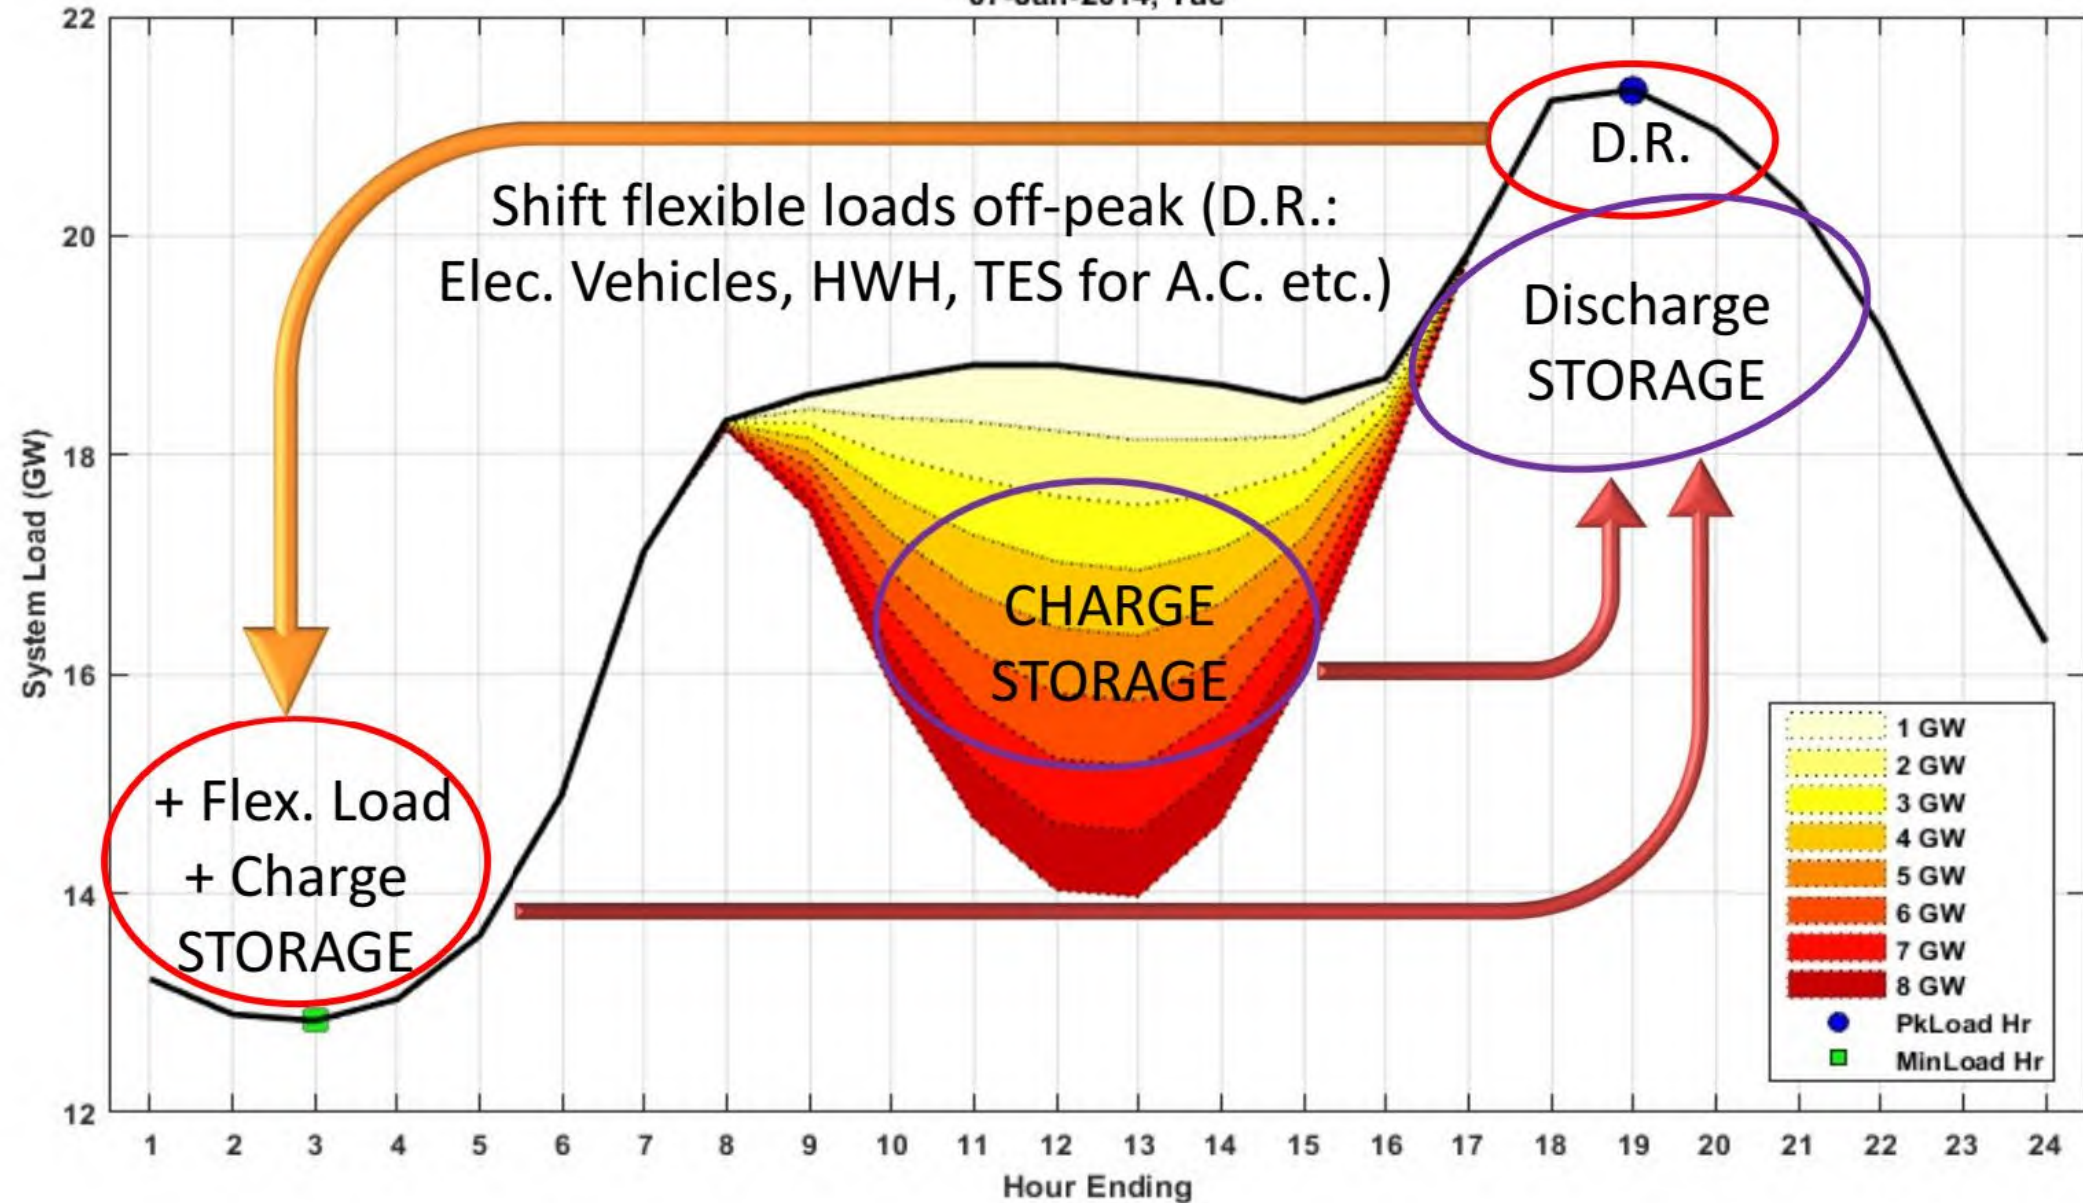 22
20
18
16
14
12
System Load (GW)
D.R.
Shift flexible loads off-peak (D.R.:
Elec. Vehicles, HWH, TES for A.C. etc.)
Discharge
STORAGE
CHARGE
STORAGE
+ Flex. Load
+ Charge
STORAGE
1 GW
2 GW
3 GW
4 GW
5 GW
6 GW
7 GW
8 GW
PkLoad Hr
MinLoad Hr
1 2 3 4 5 6 7 8 9 10 11 12 13 14 15 16 17 18 19 20 21 22 23 24
Hour Ending